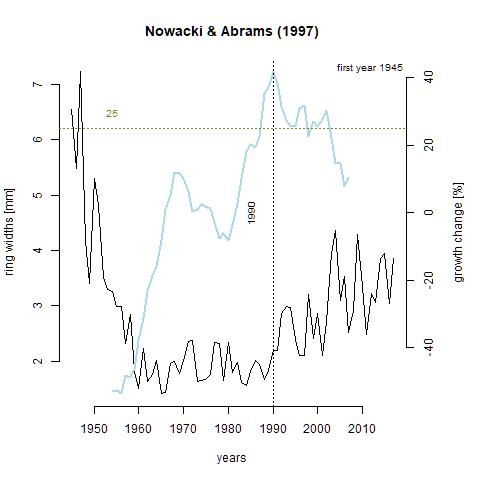 Nowacki & Abrams (1997)
first year 1945
25
1990
ring widths [mm]
7
6
5
4
3
2
growth change [%]
40
20
0
-20
-40
1950 1960 1970 1980 1990 2000 2010
years